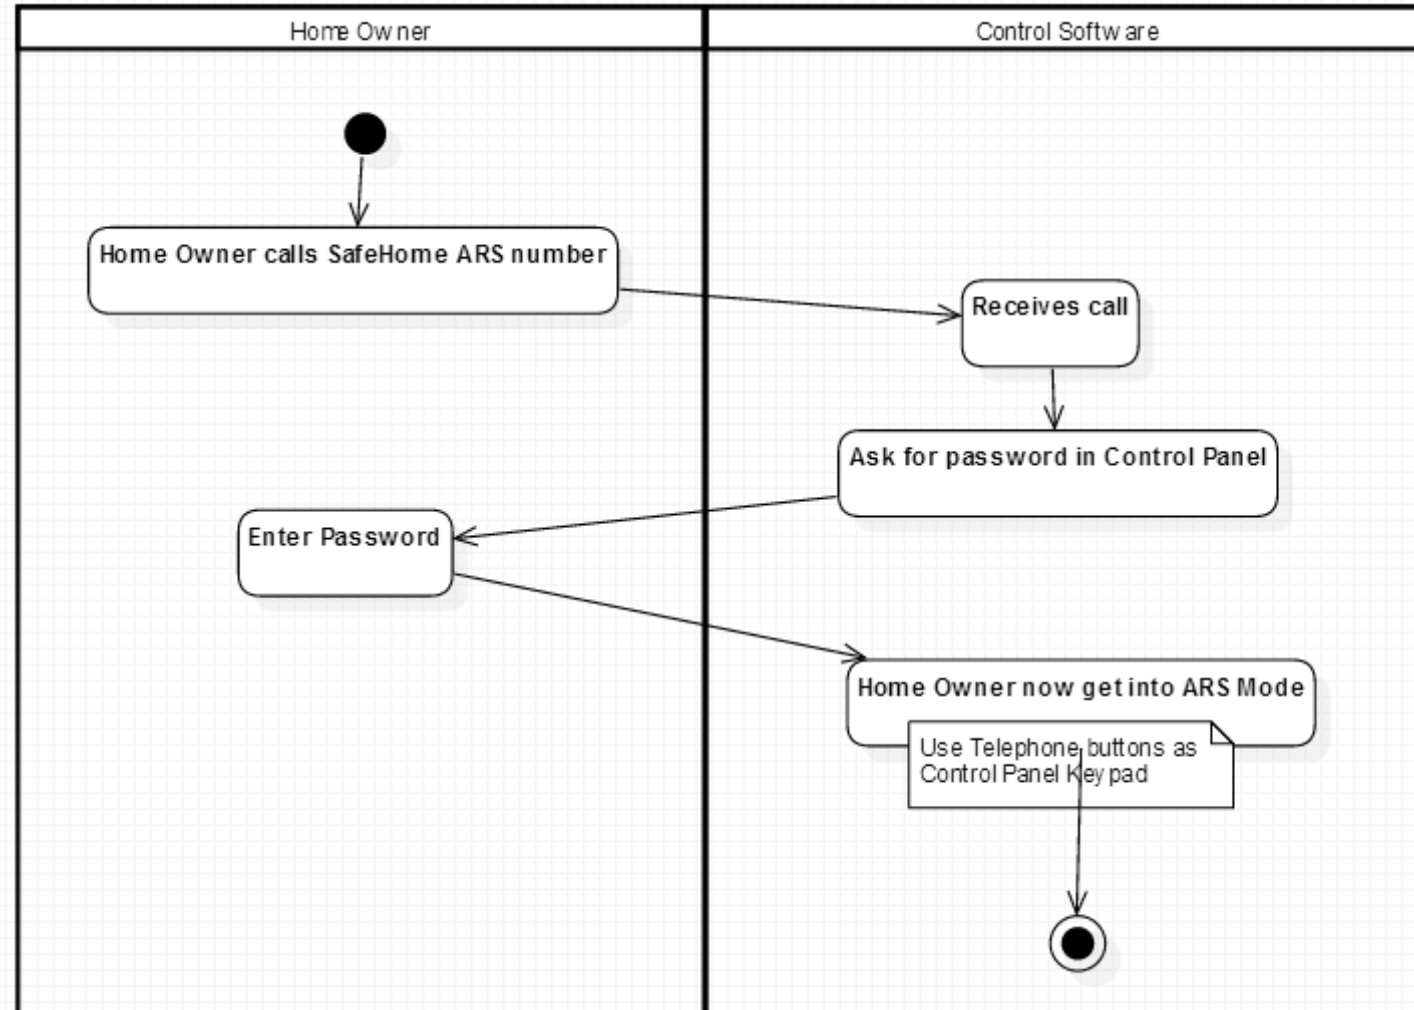 Home Owner
Control Software
Home Owner calls SafeHome ARS number
Receives call
Ask for password in Control Panel
Enter Password
Home Owner now get into ARS Mode
Use Telephone buttons as
Control Panel Keypad